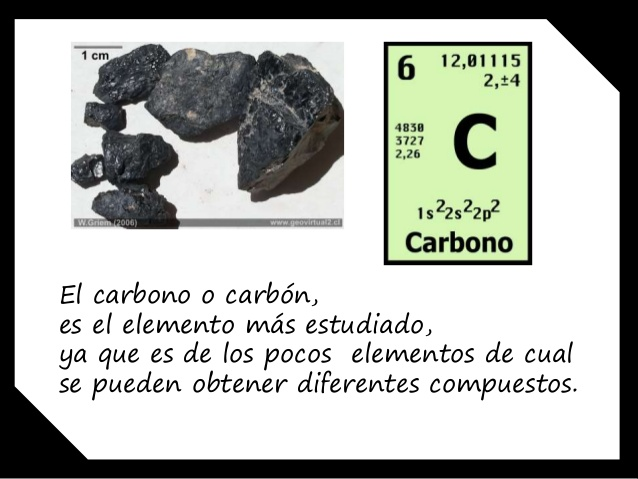 1 cm
W.Griem (2006) www.geovirtual2.cl
6 12,01115
2,±4
4830
3727
2,26
C
1s²2s²2p²
Carbono
El carbono o carbón,
es el elemento más estudiado,
ya que es de los pocos elementos de cual
se pueden obtener diferentes compuestos.